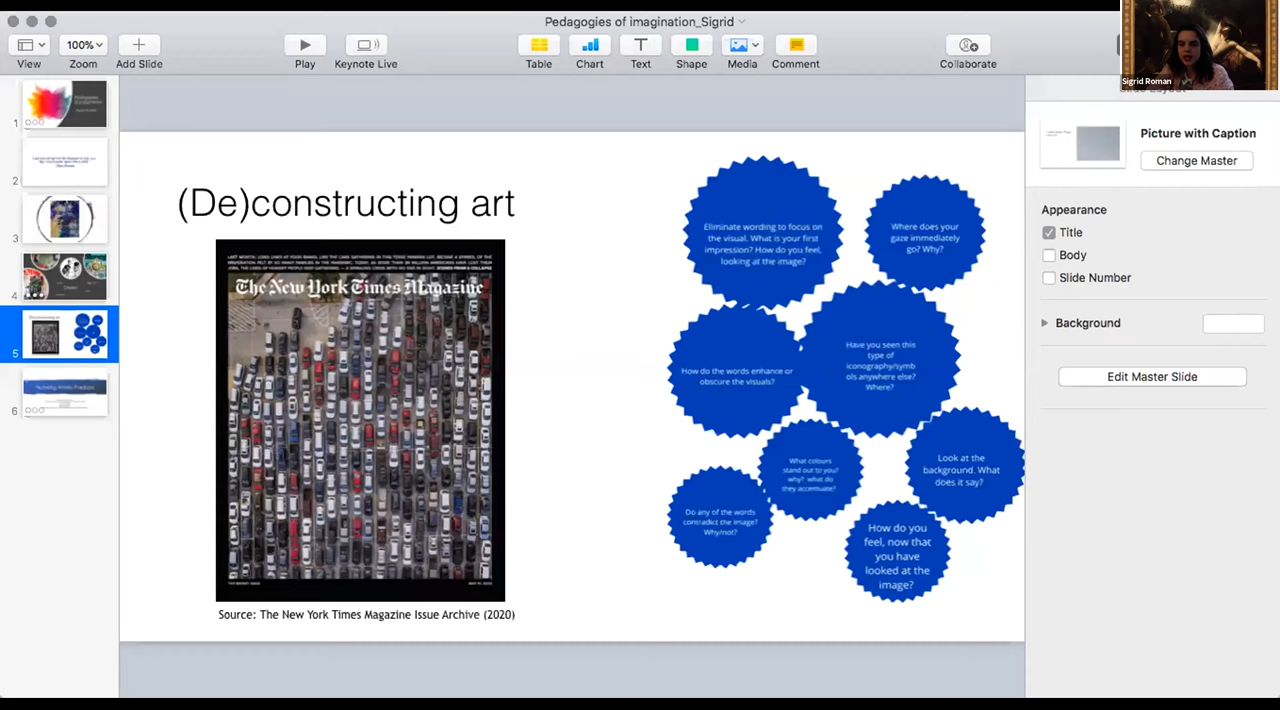 Pedagogies of imagination_Sigrid
100%
View
Zoom
Add Slide
Play
Keynote Live
Table
Chart
Text
Shape
Media
Comment
Collaborate
Sigrid Roman
1
2
3
4
5
6
(De)constructing art
The New York Times Magazine
Source: The New York Times Magazine Issue Archive (2020)
Eliminate wording to focus on
the visual. What is your first
impression? How do you feel,
looking at the image?
Where does your
gaze immediately
go? Why?
How do the words enhance or
obscure the visuals?
Have you seen this
type of
iconography/symb
ols anywhere else?
Where?
What colours
stand out to you?
why? what do
they accentuate?
Look at the
background. What
does it say?
Do any of the words
contradict the image?
Why/not?
How do you
feel, now that
you have
looked at the
image?
Picture with Caption
Change Master
Appearance
Title
Body
Slide Number
Background
Edit Master Slide